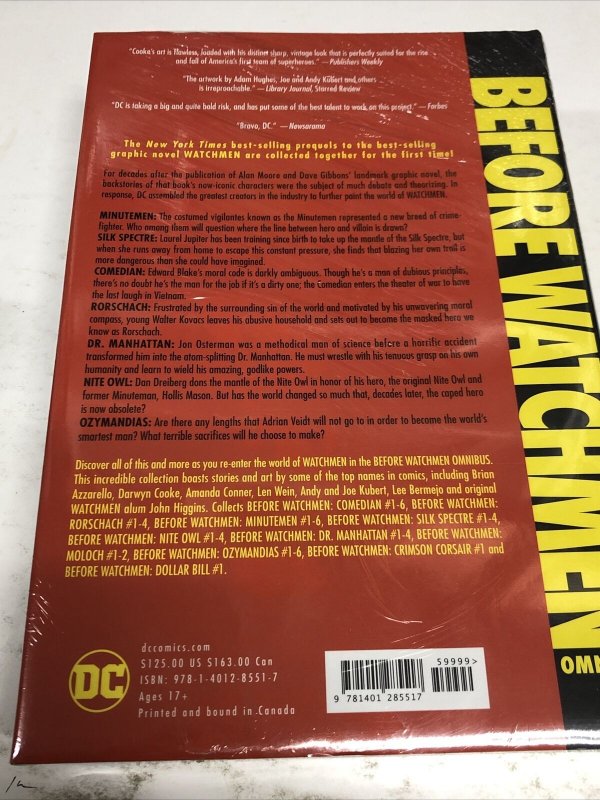 "Cooke's art is flawless, loaded with his distinct sharp, vintage look that is perfectly suited for the rise
and fall of America's first team of superheroes." —Publishers Weekly
"The artwork by Adam Hughes, Joe and Andy Kubert and others
is irreproachable." —Library Journal, Starred Review
"DC is taking a big and quite bald risk, and has put some of the best talent to work on this project." —Forbes
"Bravo, DC." —Newsarama
The New York Times best-selling prequels to the best-selling
graphic novel WATCHMEN are collected together for the first time!
For decades after the publication of Alan Moore and Dave Gibbons' landmark graphic novel, the
backstories of that book's now-iconic characters were the subject of much debate and theorizing. In
response, DC assembled the greatest creators in the industry to further paint the world of WATCHMEN.
MINUTEMEN: The costumed vigilantes known as the Minutemen represented a new breed of crime-
fighter. Who among them will question where the line between hero and villain is drawn?
SILK SPECTRE: Laurel Jupiter has been training since birth to take up the mantle of the Silk Spectre, but
when she runs away from home to escape this constant pressure, she finds that blazing her own trail is
more dangerous than she could have imagined.
COMEDIAN: Edward Blake's moral code is darkly ambiguous. Though he's a man of dubious principles,
there's no doubt he's the man for the job if it's a dirty one; the Comedian enters the theater of war to have
the last laugh in Vietnam.
RORSCHACH: Frustrated by the surrounding sin of the world and motivated by his unwavering moral
compass, young Walter Kovacs leaves his abusive household and sets out to become the masked hero we
know as Rorschach.
DR. MANHATTAN: Jon Osterman was a methodical man of science before a horrific accident
transformed him into the atom-splitting Dr. Manhattan. He must wrestle with his tenuous grasp on his own
humanity and learn to wield his amazing, godlike powers.
NITE OWL: Dan Dreiberg dons the mantle of the Nite Owl in honor of his hero, the original Nite Owl and
former Minuteman, Hollis Mason. But has the world changed so much that, decades later, the caped hero
is now obsolete?
OZYMANDIAS: Are there any lengths that Adrian Veidt will not go to in order to become the world's
smartest man? What terrible sacrifices will he choose to make?
Discover all of this and more as you re-enter the world of WATCHMEN in the BEFORE WATCHMEN OMNIBUS.
This incredible collection boasts stories and art by some of the top names in comics, including Brian
Azzarello, Darwyn Cooke, Amanda Conner, Len Wein, Andy and Joe Kubert, Lee Bermejo and original
WATCHMEN alum John Higgins. Collects BEFORE WATCHMEN: COMEDIAN #1-6, BEFORE WATCHMEN:
RORSCHACH #1-4, BEFORE WATCHMEN: MINUTEMEN #1-6, BEFORE WATCHMEN: SILK SPECTRE #1-4,
BEFORE WATCHMEN: NITE OWL #1-4, BEFORE WATCHMEN: DR. MANHATTAN #1-4, BEFORE WATCHMEN:
MOLOCH #1-2, BEFORE WATCHMEN: OZYMANDIAS #1-6, BEFORE WATCHMEN: CRIMSON CORSAIR #1 and
BEFORE WATCHMEN: DOLLAR BILL #1.
DC
dccomics.com
$125.00 US $163.00 Can
ISBN: 978-1-4012-8551-7
Ages 17+
Printed and bound in Canada
59999>
9 781401 285517
BEFORE WATCHMEN
OMN